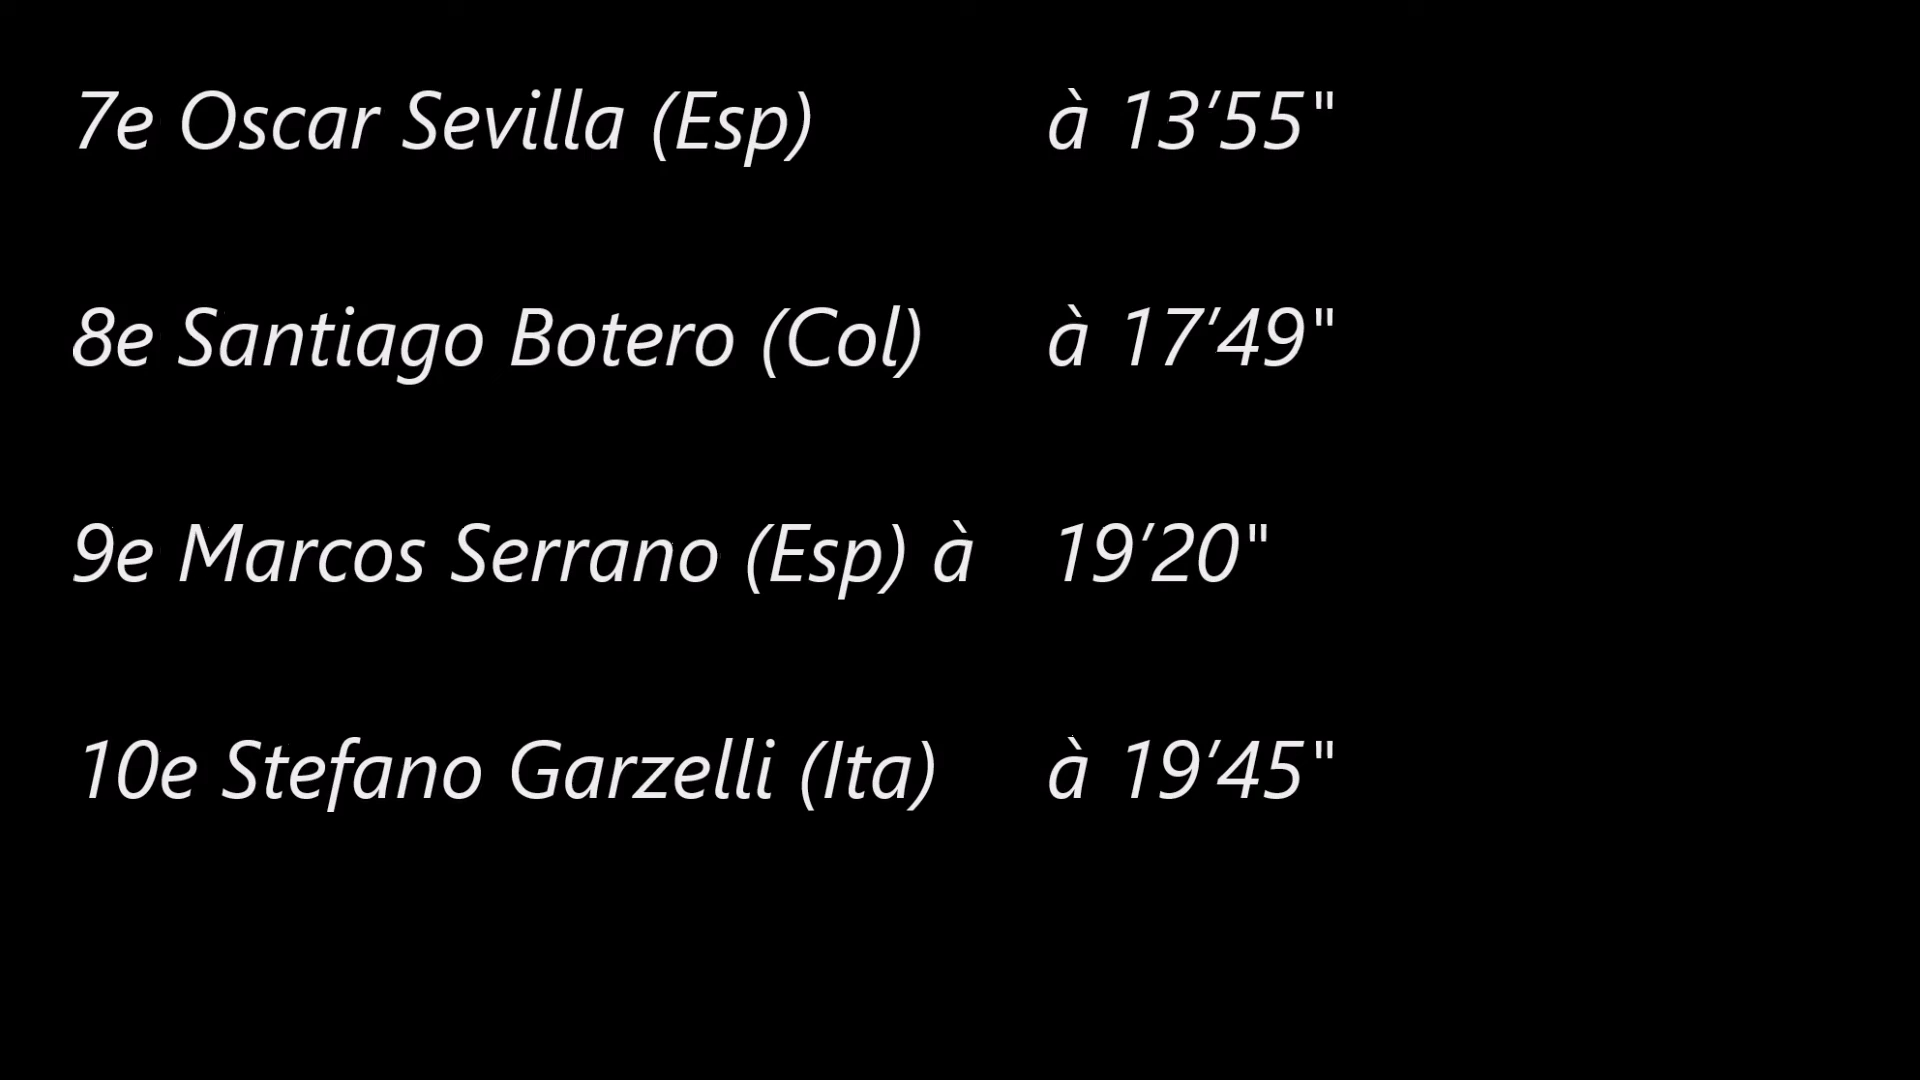 7e Oscar Sevilla (Esp) à 13’55"
8e Santiago Botero (Col) à 17’49"
9e Marcos Serrano (Esp) à 19’20"
10e Stefano Garzelli (Ita) à 19’45"